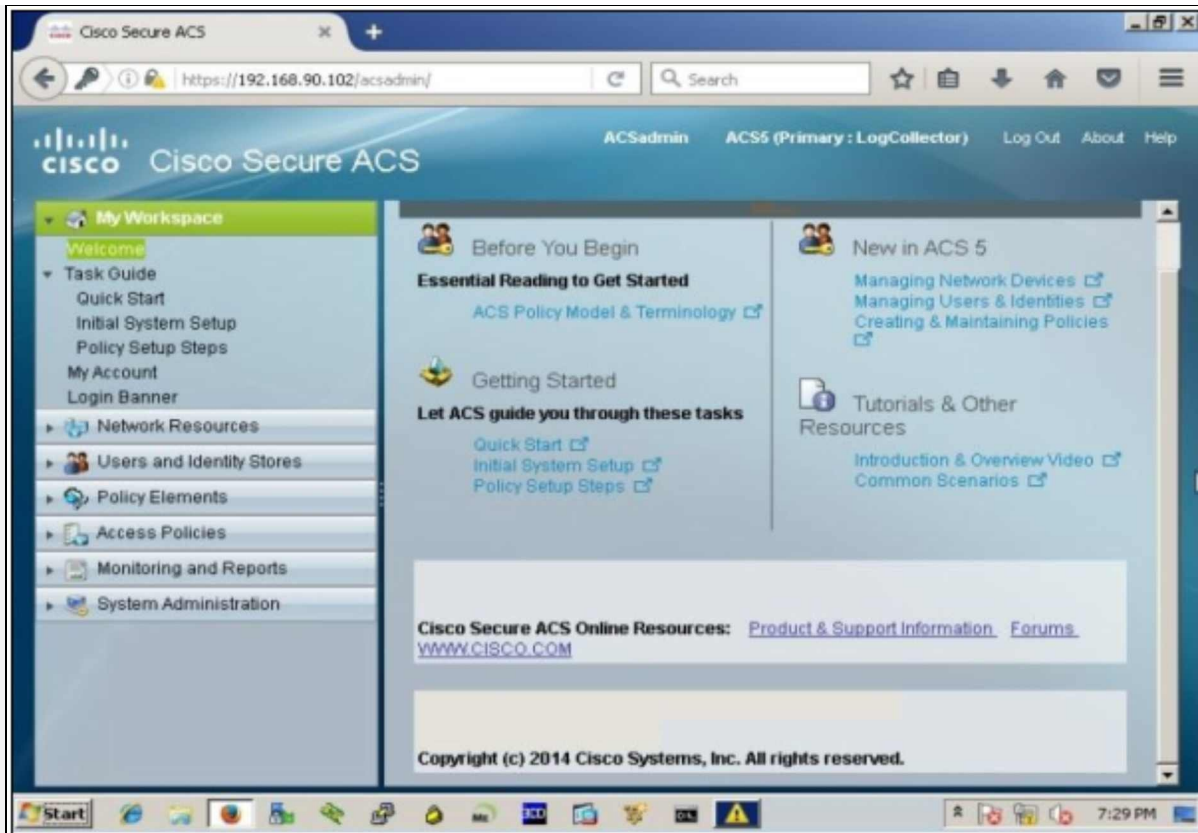 Cisco Secure ACS
https://192.168.90.102/acsadmin/
Search
CISCO Cisco Secure ACS
ACSadmin ACS5 (Primary : LogCollector) Log Out About Help
My Workspace
Welcome
Task Guide
Quick Start
Initial System Setup
Policy Setup Steps
My Account
Login Banner
Network Resources
Users and Identity Stores
Policy Elements
Access Policies
Monitoring and Reports
System Administration
Before You Begin
Essential Reading to Get Started
ACS Policy Model & Terminology
Getting Started
Let ACS guide you through these tasks
Quick Start
Initial System Setup
Policy Setup Steps
New in ACS 5
Managing Network Devices
Managing Users & Identities
Creating & Maintaining Policies
Tutorials & Other
Resources
Introduction & Overview Video
Common Scenarios
Cisco Secure ACS Online Resources: Product & Support Information Forums
WWW.CISCO.COM
Copyright (c) 2014 Cisco Systems, Inc. All rights reserved.
Start
7:29 PM